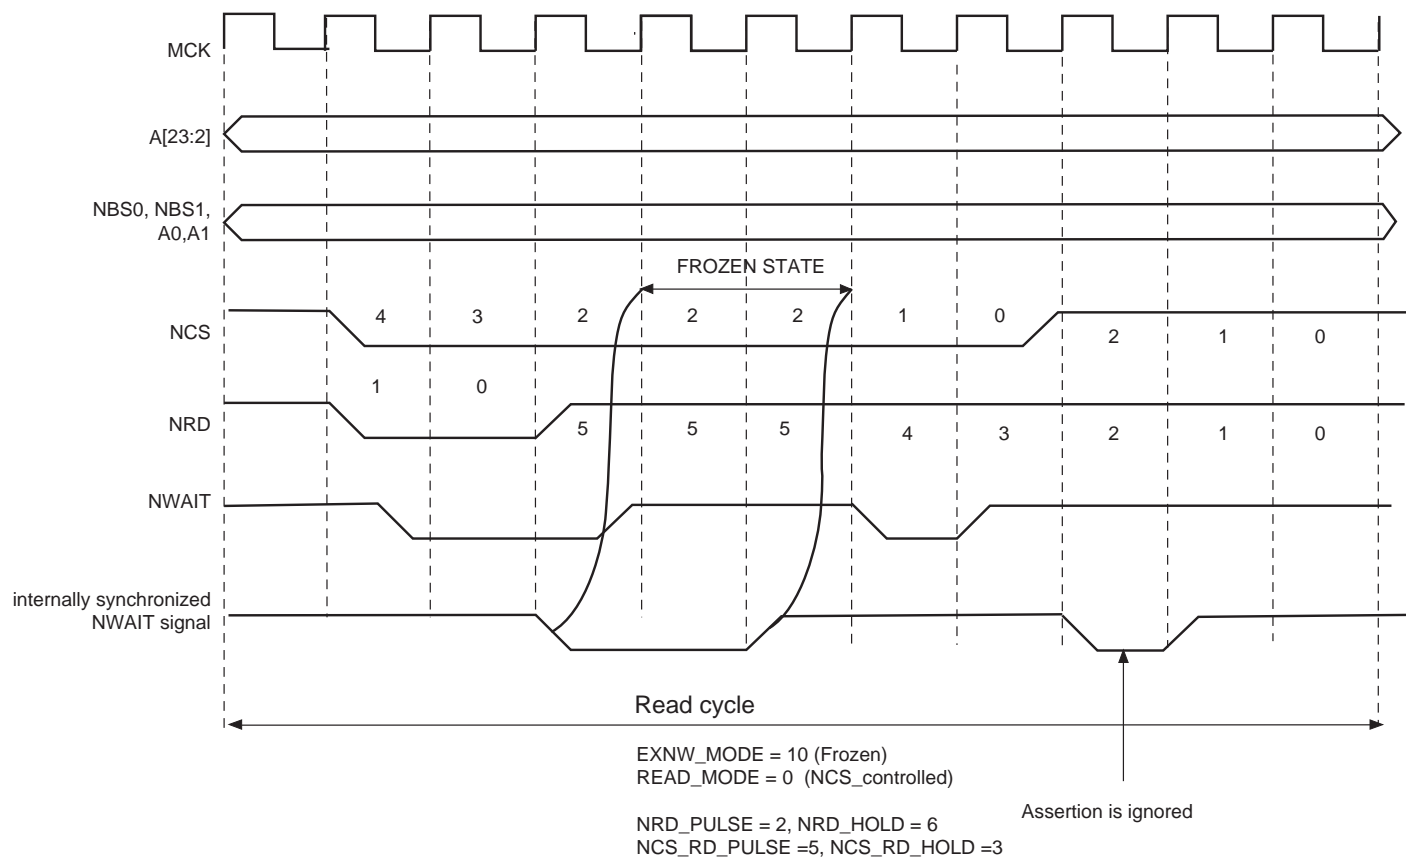 MCK
A[23:2]
NBS0, NBS1,
A0,A1
FROZEN STATE
NCS
4 3 2 2 2 1 0
2 1 0
1 0
NRD
5 5 5 4 3 2 1 0
NWAIT
internally synchronized
NWAIT signal
Read cycle
EXNW_MODE = 10 (Frozen)
READ_MODE = 0 (NCS_controlled)
Assertion is ignored
NRD_PULSE = 2, NRD_HOLD = 6
NCS_RD_PULSE =5, NCS_RD_HOLD =3